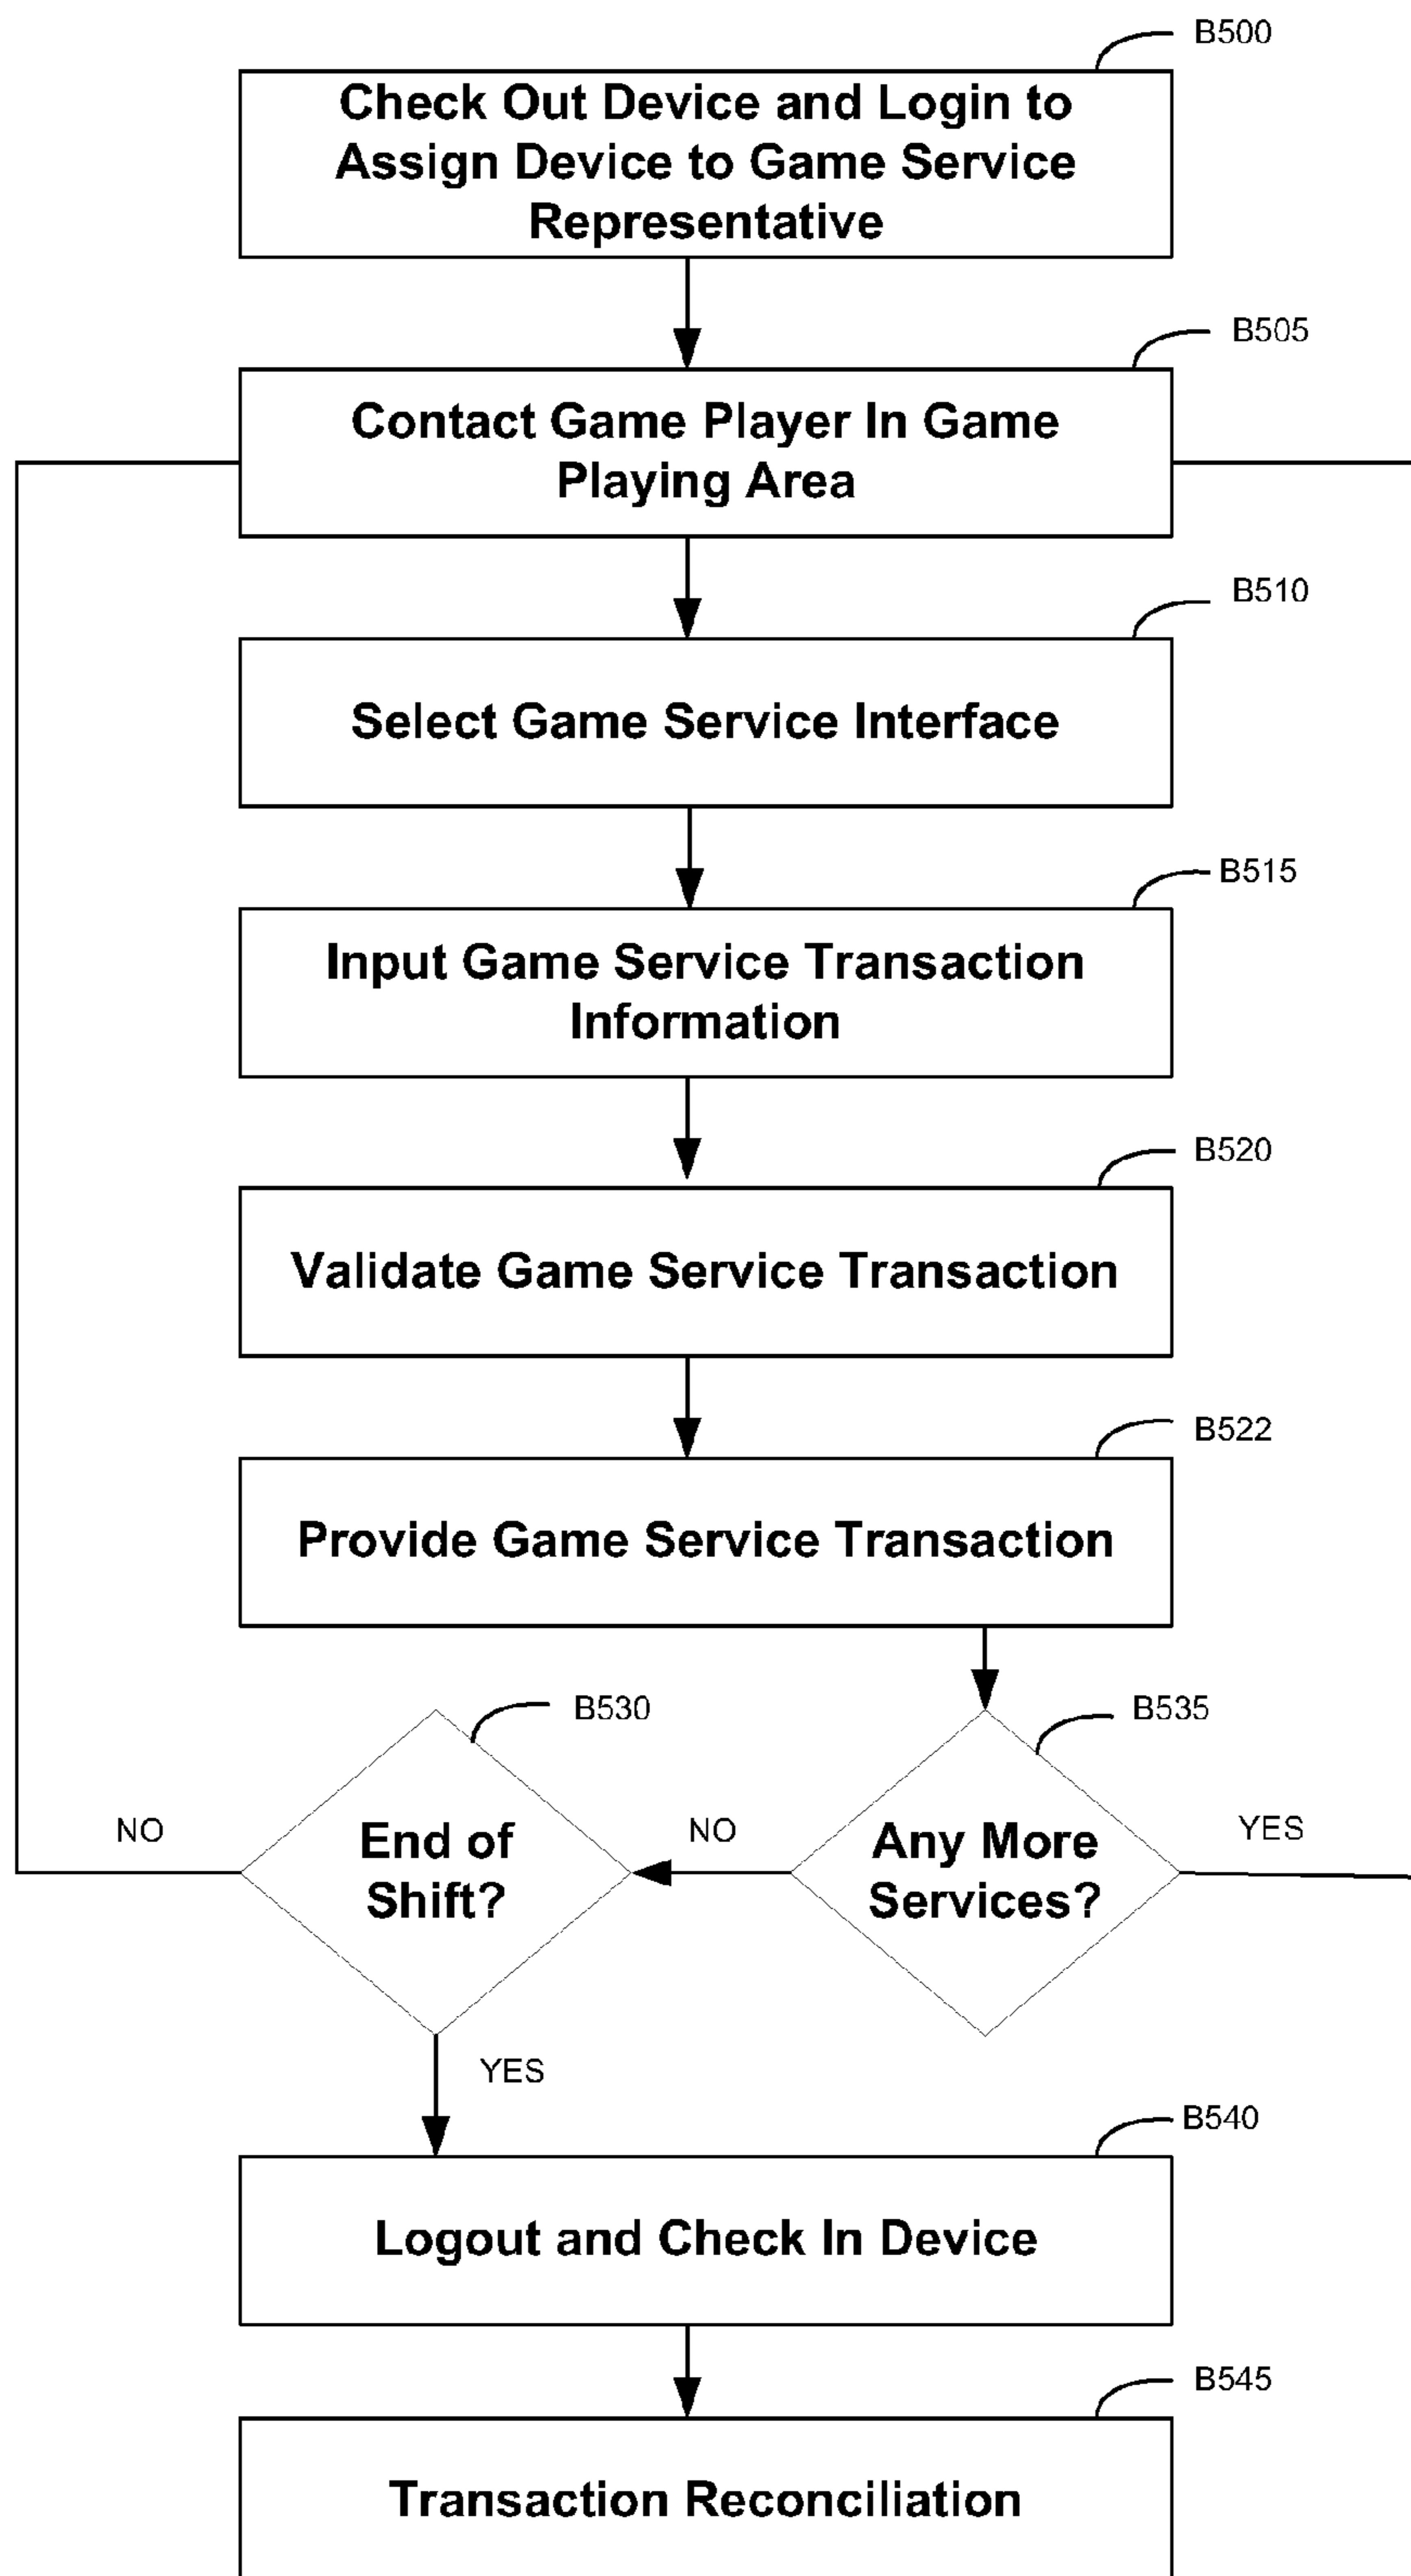 B500
Check Out Device and Login to
Assign Device to Game Service
Representative
B505
Contact Game Player In Game
Playing Area
B510
Select Game Service Interface
B515
Input Game Service Transaction
Information
B520
Validate Game Service Transaction
B522
Provide Game Service Transaction
B530
B535
NO
End of
Shift?
NO
Any More
Services?
YES
YES
B540
Logout and Check In Device
B545
Transaction Reconciliation